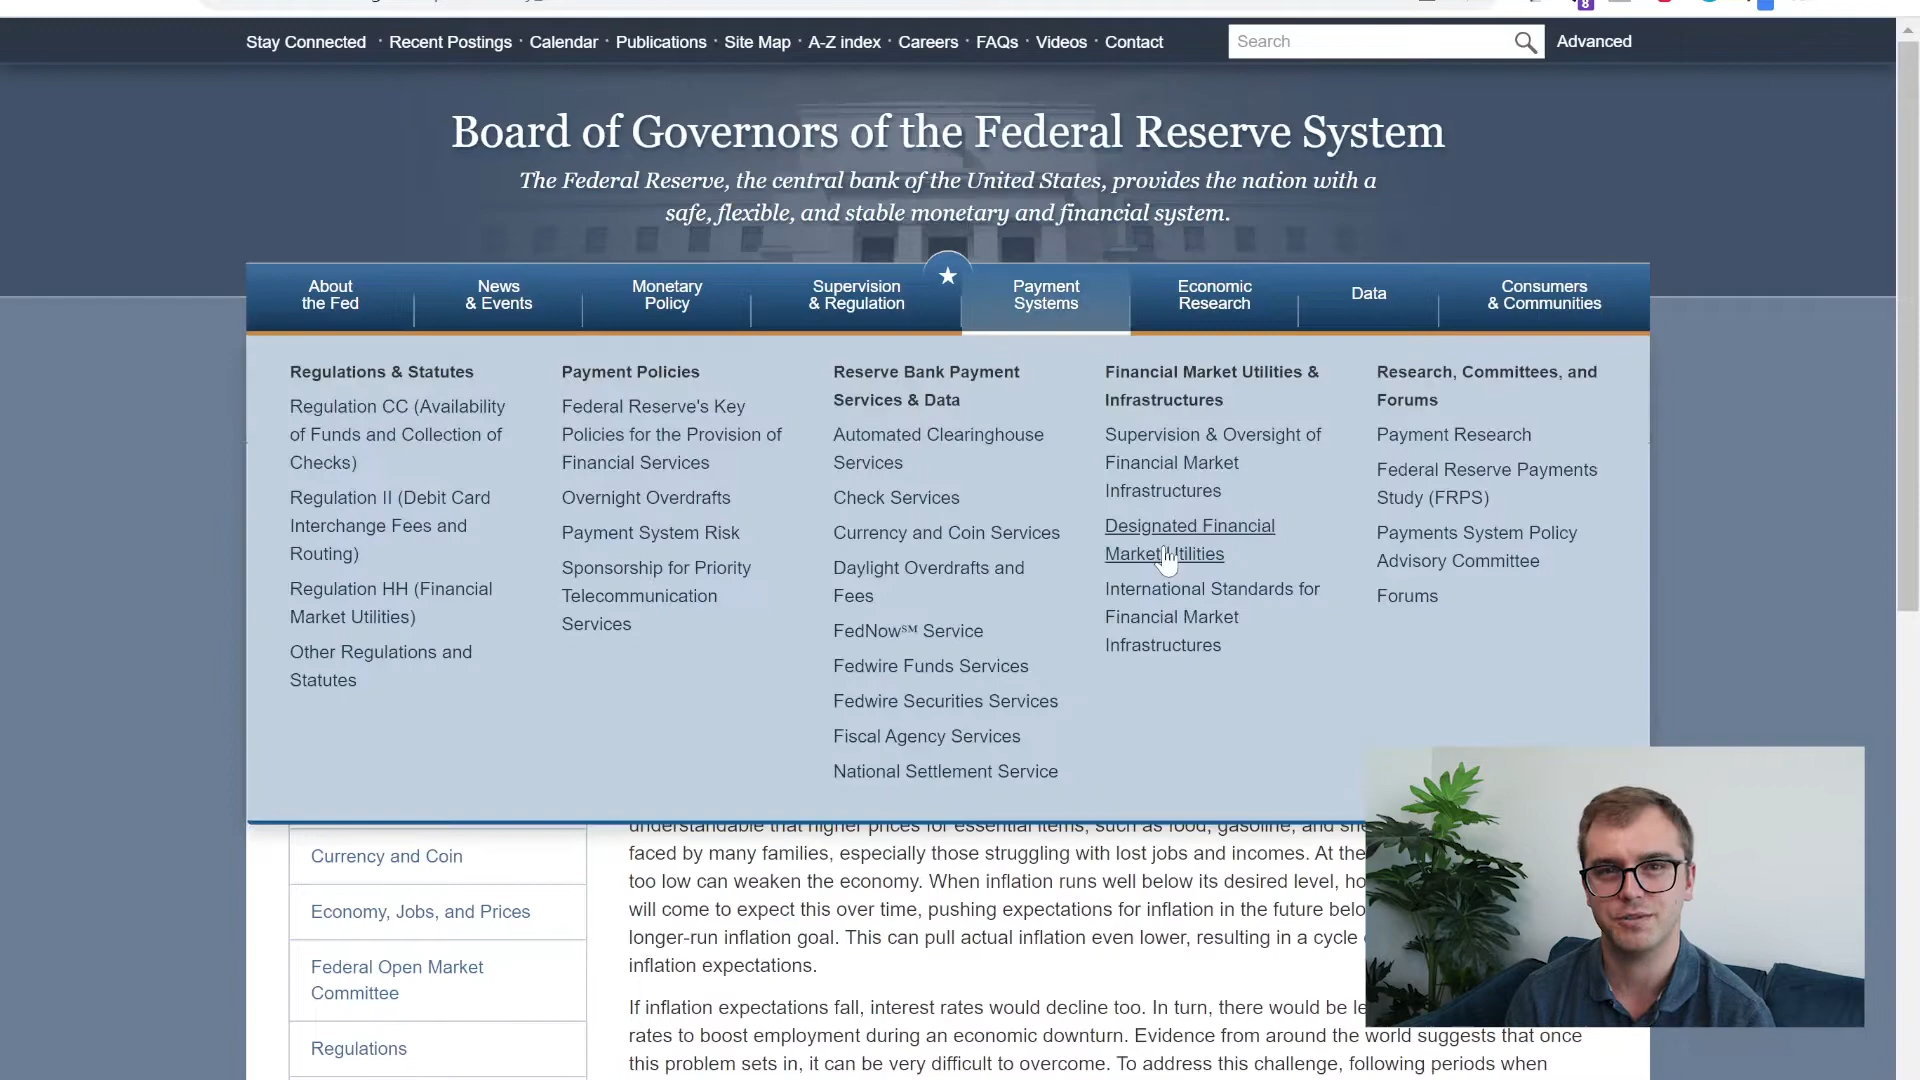 8
Stay Connected · Recent Postings · Calendar · Publications · Site Map · A-Z index · Careers · FAQs · Videos · Contact
Search
Advanced
Board of Governors of the Federal Reserve System
The Federal Reserve, the central bank of the United States, provides the nation with a
safe, flexible, and stable monetary and financial system.
About
the Fed
News
& Events
Monetary
Policy
Supervision
& Regulation
Payment
Systems
Economic
Research
Data
Consumers
& Communities
Regulations & Statutes
Regulation CC (Availability
of Funds and Collection of
Checks)
Regulation II (Debit Card
Interchange Fees and
Routing)
Regulation HH (Financial
Market Utilities)
Other Regulations and
Statutes
Payment Policies
Federal Reserve's Key
Policies for the Provision of
Financial Services
Overnight Overdrafts
Payment System Risk
Sponsorship for Priority
Telecommunication
Services
Reserve Bank Payment
Services & Data
Automated Clearinghouse
Services
Check Services
Currency and Coin Services
Daylight Overdrafts and
Fees
FedNow℠ Service
Fedwire Funds Services
Fedwire Securities Services
Fiscal Agency Services
National Settlement Service
Financial Market Utilities &
Infrastructures
Supervision & Oversight of
Financial Market
Infrastructures
Designated Financial
Market Utilities
International Standards for
Financial Market
Infrastructures
Research, Committees, and
Forums
Payment Research
Federal Reserve Payments
Study (FRPS)
Payments System Policy
Advisory Committee
Forums
Currency and Coin
Economy, Jobs, and Prices
Federal Open Market
Committee
Regulations
understandable that higher prices for essential items, such as food, gasoline, and
faced by many families, especially those struggling with lost jobs and incomes. At the
too low can weaken the economy. When inflation runs well below its desired level,
will come to expect this over time, pushing expectations for inflation in the future
longer-run inflation goal. This can pull actual inflation even lower, resulting in a cycle
inflation expectations.
If inflation expectations fall, interest rates would decline too. In turn, there would be
rates to boost employment during an economic downturn. Evidence from around the world suggests that once
this problem sets in, it can be very difficult to overcome. To address this challenge, following periods when